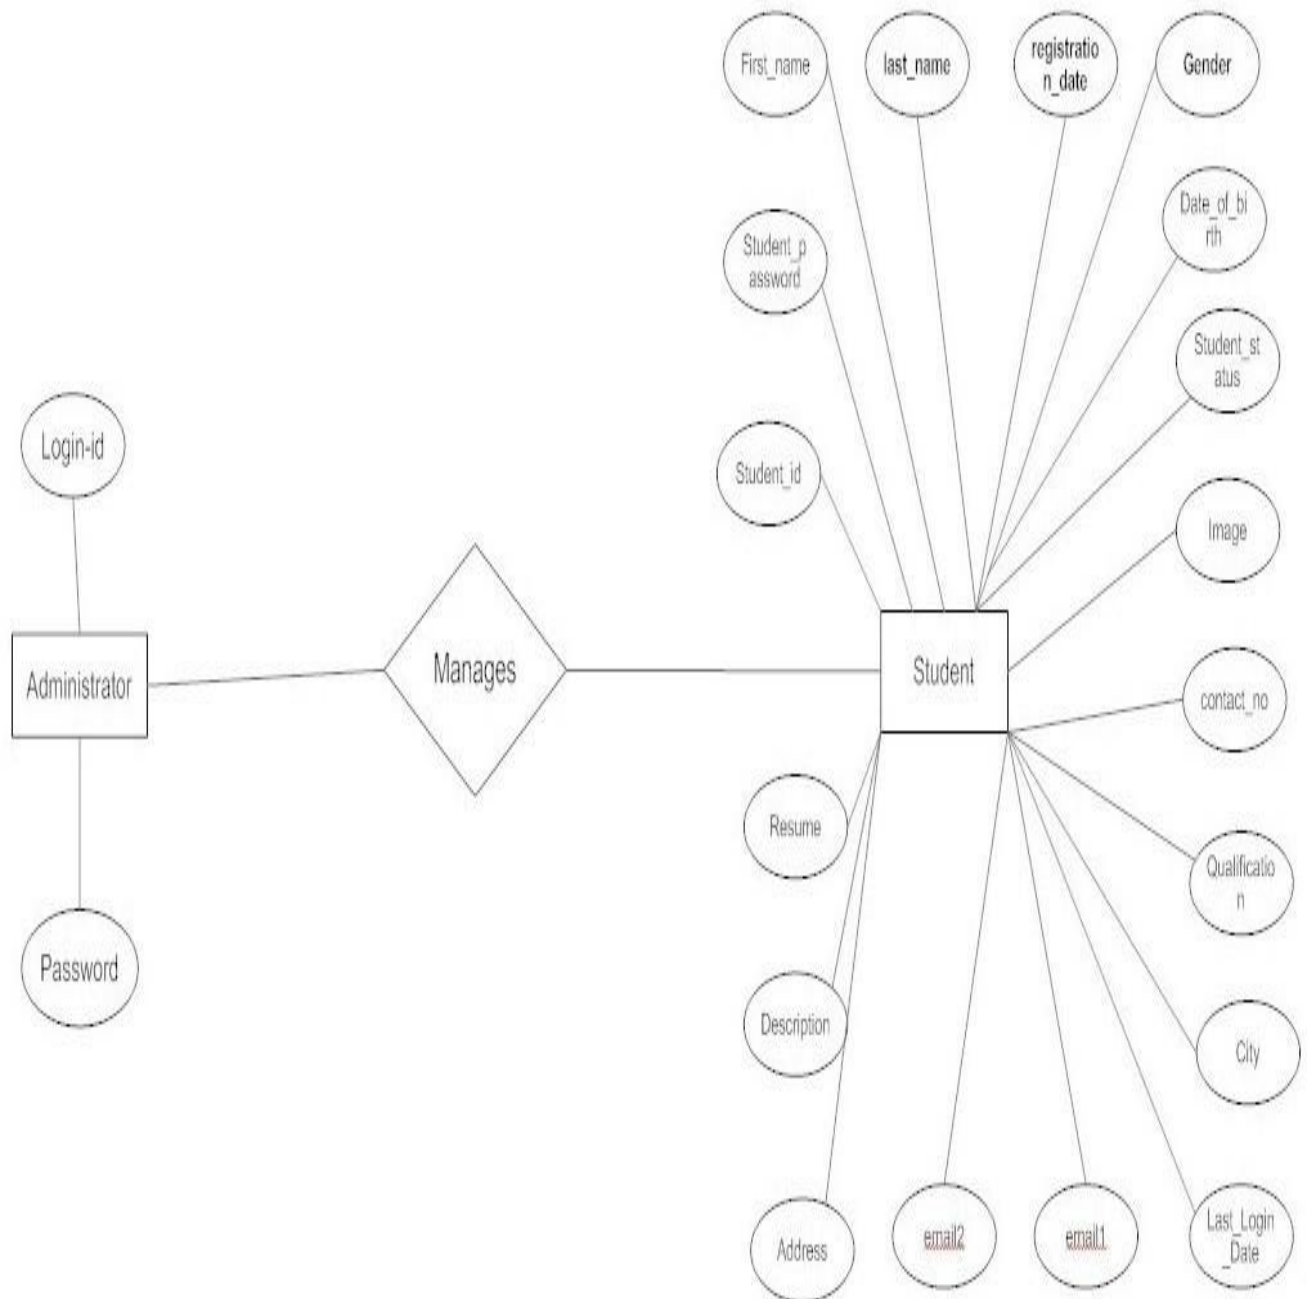 First_name
last_name
registratio
n_date
Gender
Date_of_bi
rth
Student_p
assword
Student_st
atus
Login-id
Student_id
Image
Administrator
Manages
Student
contact_no
Resume
Qualificatio
n
Password
Description
City
Address
email2
email1
Last_Login
_Date